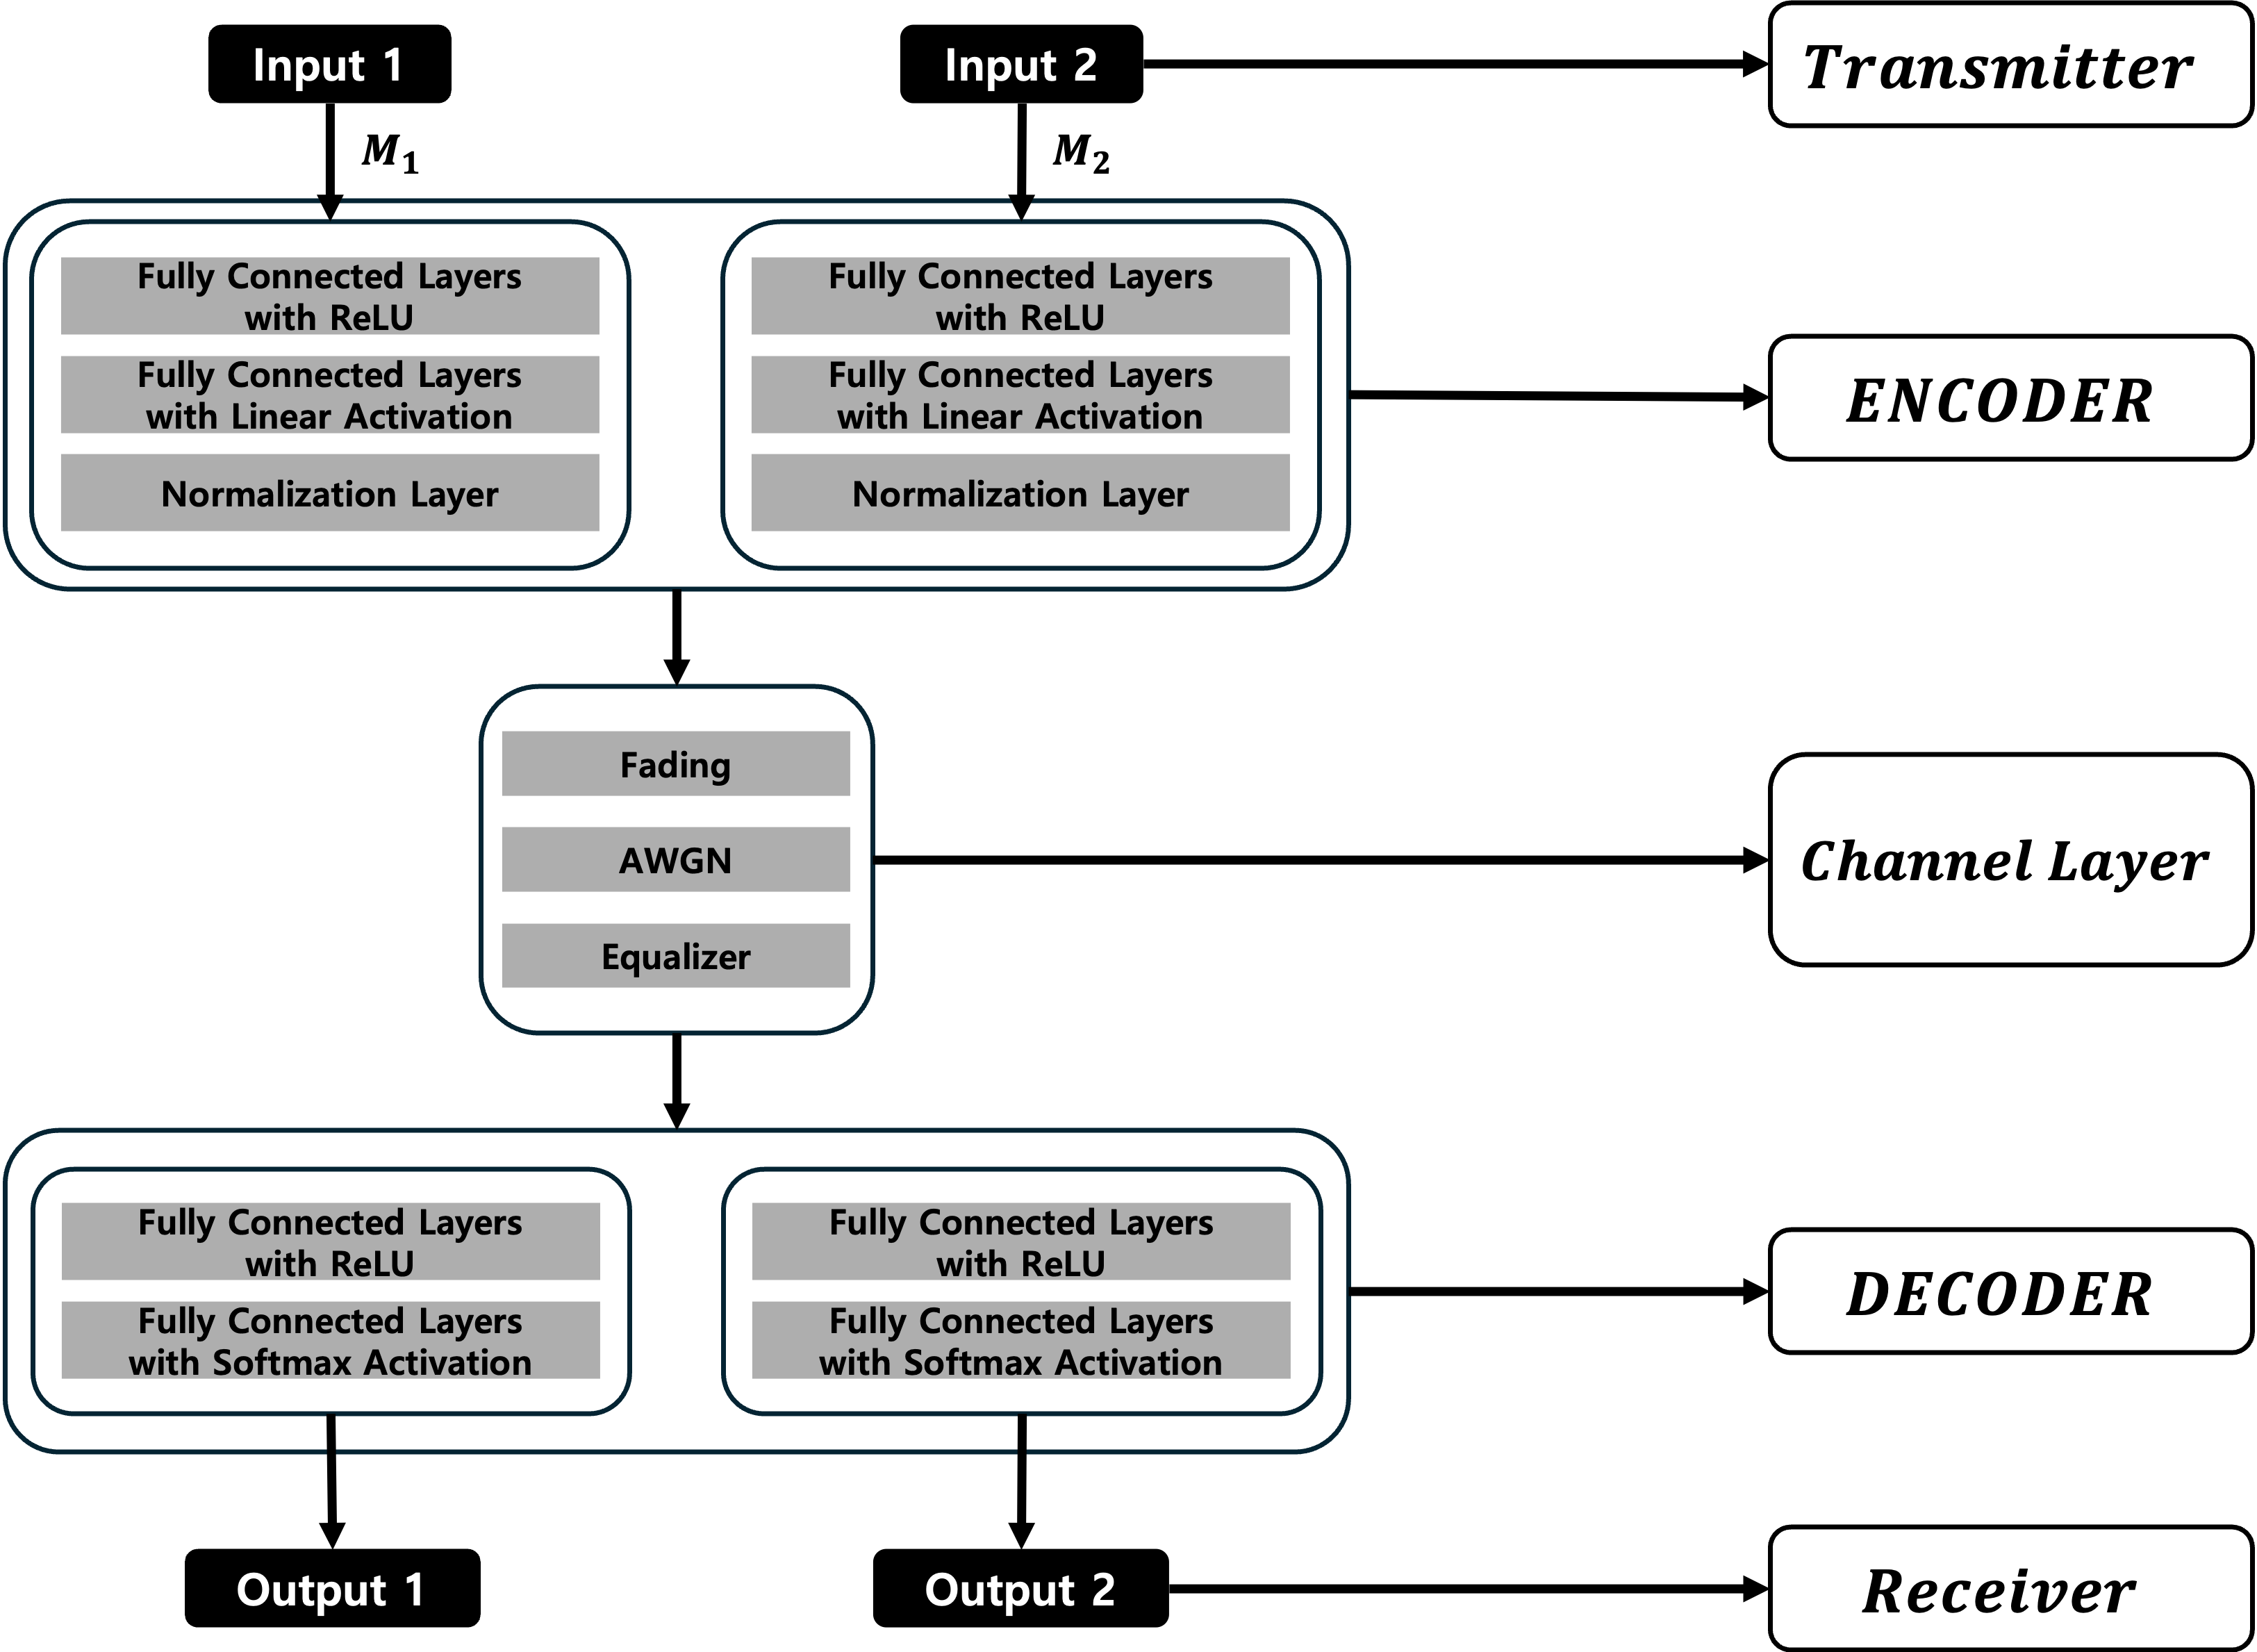 Input 1
Input 2
Transmitter
M1
M2
Fully Connected Layers
with ReLU
Fully Connected Layers
with Linear Activation
Normalization Layer
Fully Connected Layers
with ReLU
Fully Connected Layers
with Linear Activation
Normalization Layer
ENCODER
Fading
AWGN
Equalizer
Channel Layer
Fully Connected Layers
with ReLU
Fully Connected Layers
with Softmax Activation
Fully Connected Layers
with ReLU
Fully Connected Layers
with Softmax Activation
DECODER
Output 1
Output 2
Receiver